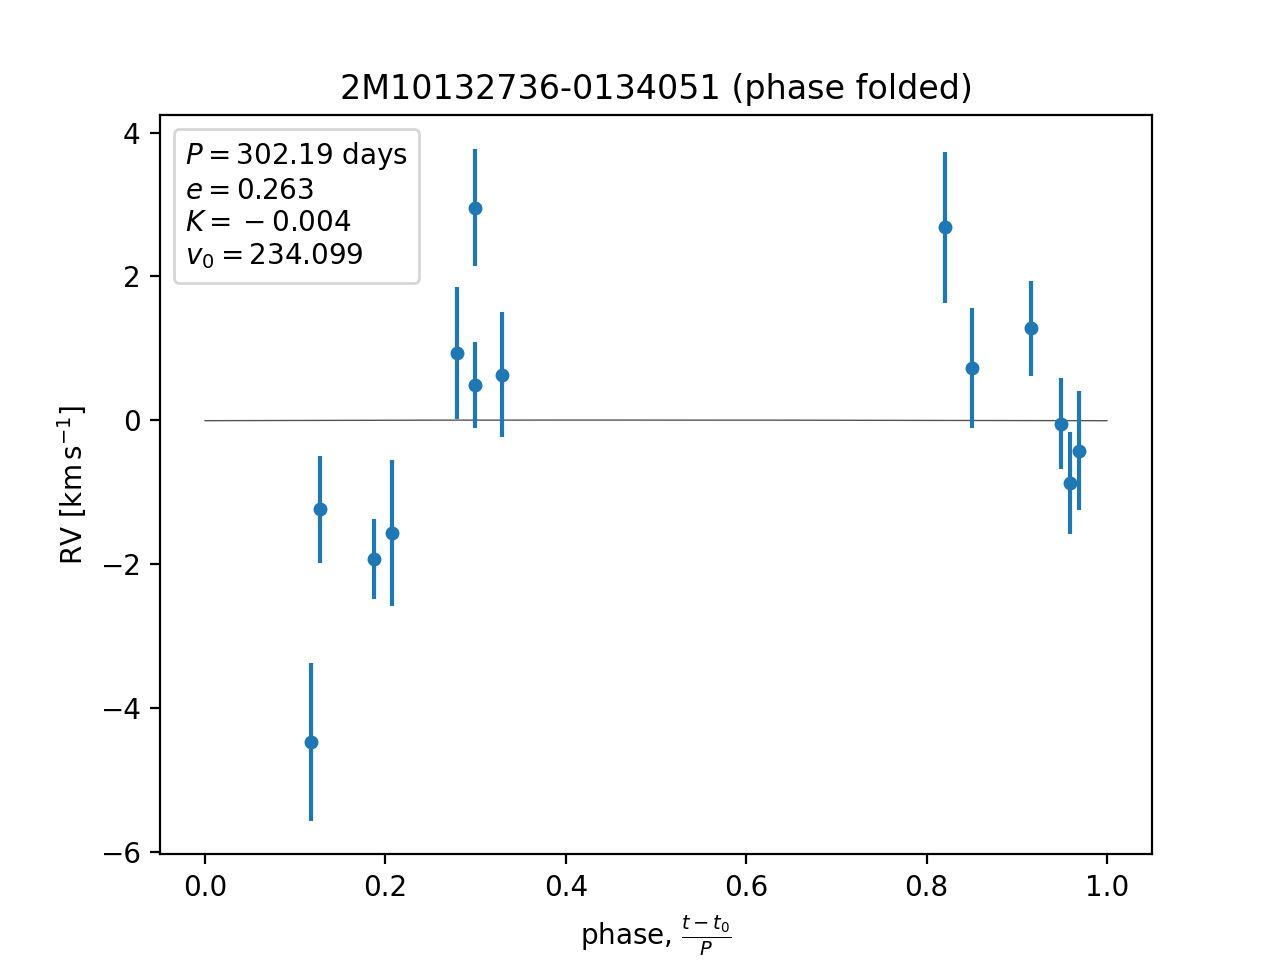 2M10132736-0134051 (phase folded)
P = 302.19 days
e = 0.263
K = −0.004
v₀ = 234.099
4
2
0
−2
−4
−6
RV [km s⁻¹]
0.0 0.2 0.4 0.6 0.8 1.0
phase, (t − t₀)/P